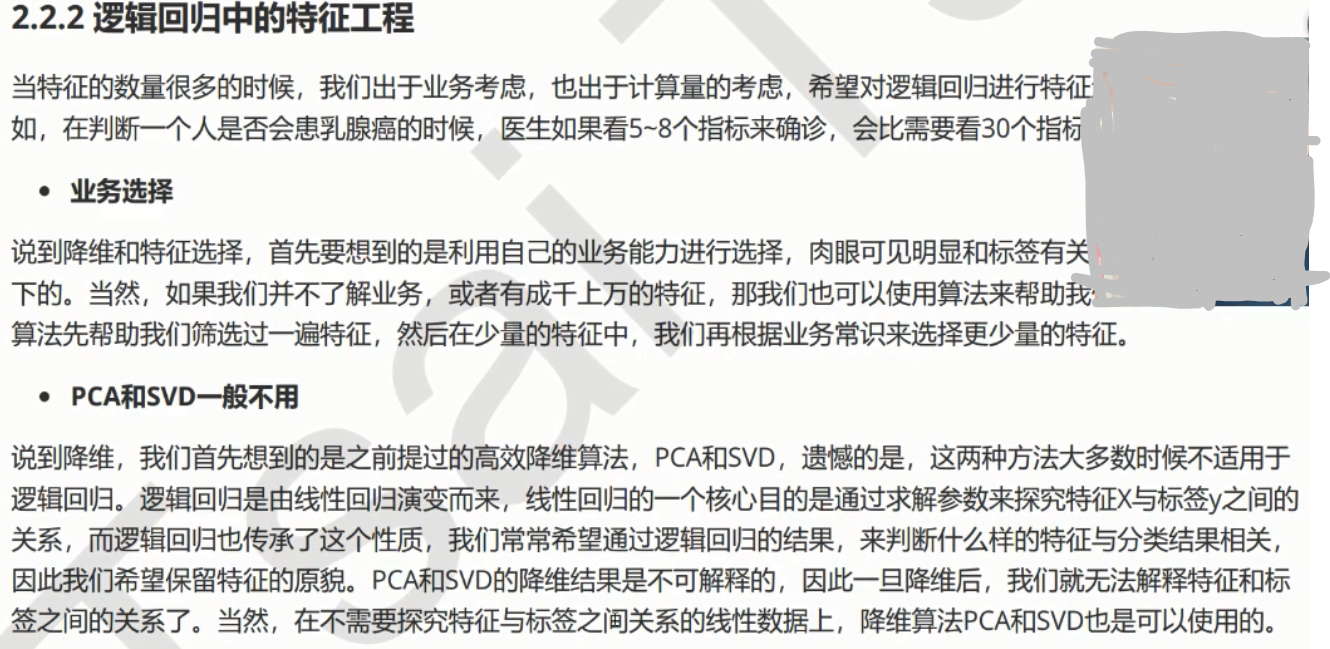 2.2.2 逻辑回归中的特征工程
当特征的数量很多的时候，我们出于业务考虑，也出于计算量的考虑，希望对逻辑回归进行特征
如，在判断一个人是否会患乳腺癌的时候，医生如果看5~8个指标来确诊，会比需要看30个指标
• 业务选择
说到降维和特征选择，首先要想到的是利用自己的业务能力进行选择，肉眼可见明显和标签有关
下的。当然，如果我们并不了解业务，或者有成千上万的特征，那我们也可以使用算法来帮助我
算法先帮助我们筛选过一遍特征，然后在少量的特征中，我们再根据业务常识来选择更少量的特征。
• PCA和SVD一般不用
说到降维，我们首先想到的是之前提过的高效降维算法，PCA和SVD，遗憾的是，这两种方法大多数时候不适用于
逻辑回归。逻辑回归是由线性回归演变而来，线性回归的一个核心目的是通过求解参数来探究特征X与标签y之间的
关系，而逻辑回归也传承了这个性质，我们常常希望通过逻辑回归的结果，来判断什么样的特征与分类结果相关，
因此我们希望保留特征的原貌。PCA和SVD的降维结果是不可解释的，因此一旦降维后，我们就无法解释特征和标
签之间的关系了。当然，在不需要探究特征与标签之间关系的线性数据上，降维算法PCA和SVD也是可以使用的。
Tsai Ts